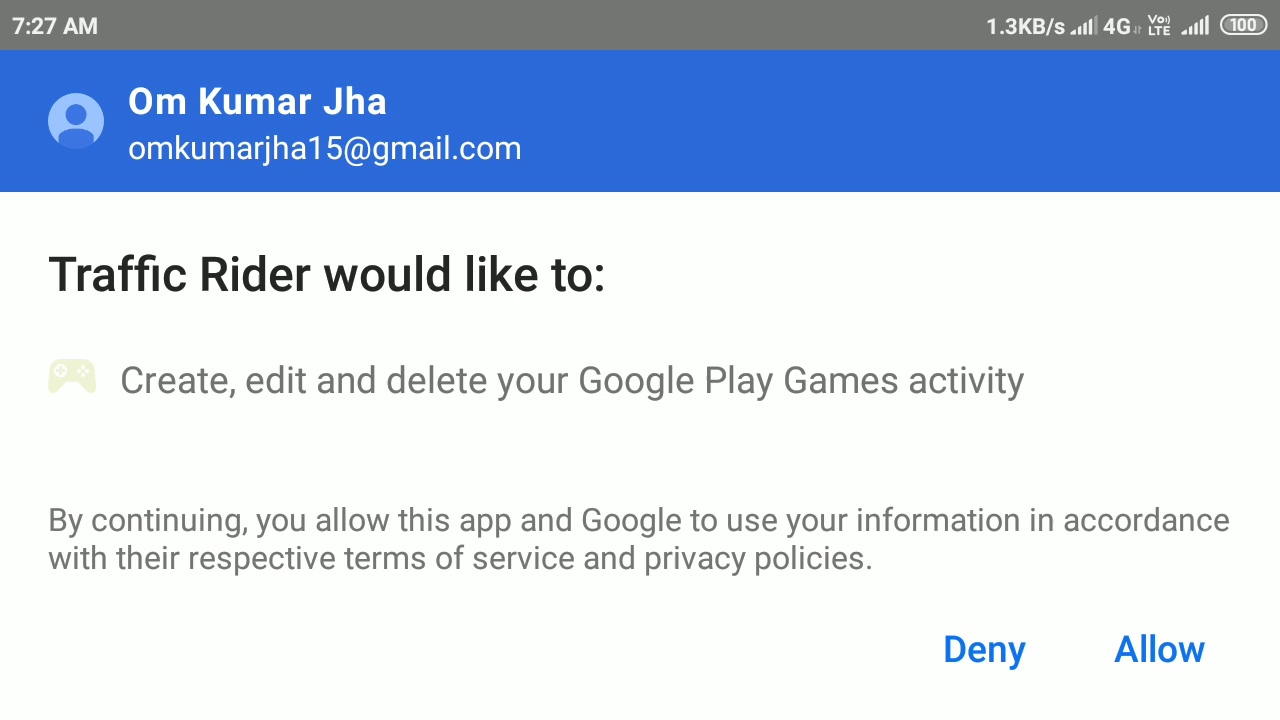 7:27 AM 1.3KB/s 4G Vo) LTE 100
Om Kumar Jha
omkumarjha15@gmail.com
Traffic Rider would like to:
Create, edit and delete your Google Play Games activity
By continuing, you allow this app and Google to use your information in accordance
with their respective terms of service and privacy policies.
Deny Allow